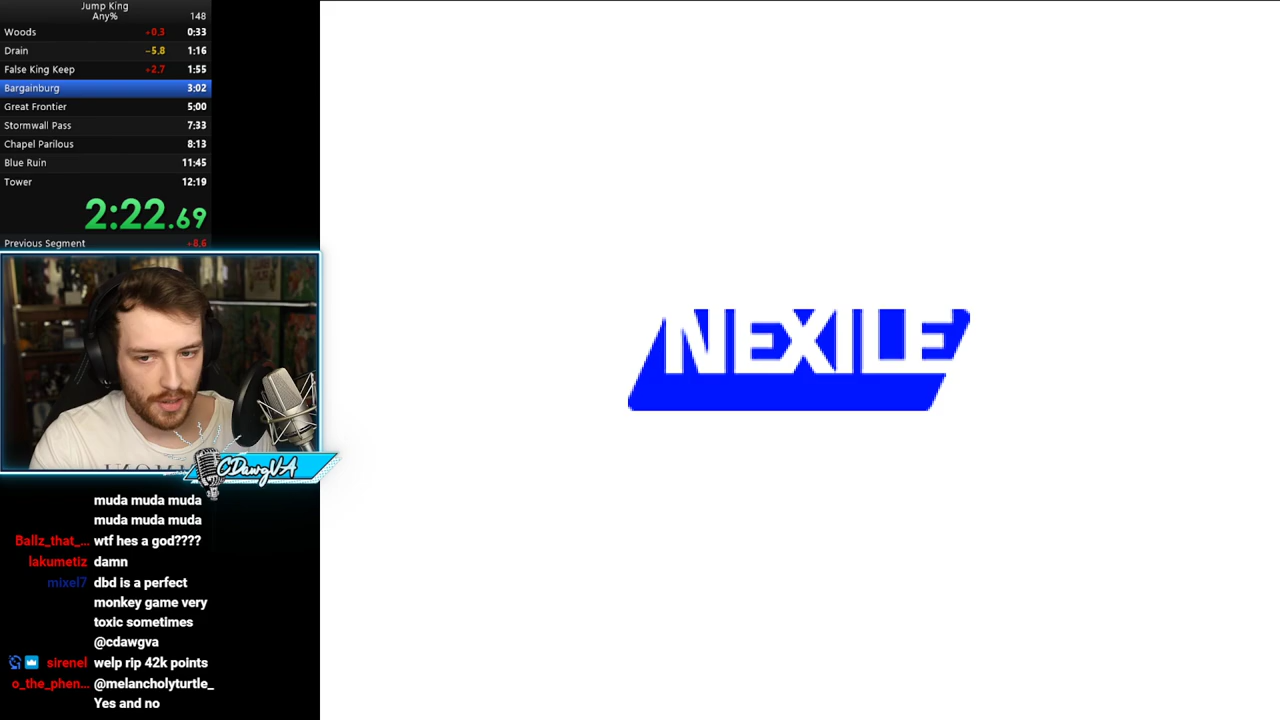 Jump King
Any%
148
Woods +0.3 0:33
Drain -5.8 1:16
False King Keep +2.7 1:55
Bargainburg 3:02
Great Frontier 5:00
Stormwall Pass 7:33
Chapel Parilous 8:13
Blue Ruin 11:45
Tower 12:19
2:22.69
Previous Segment +8.6
NEXILE
CDawgVA
muda muda muda
muda muda muda
Ballz_that_... wtf hes a god????
lakumetiz damn
mixel7 dbd is a perfect
monkey game very
toxic sometimes
@cdawgva
sirenel welp rip 42k points
o_the_phen... @melancholyturtle_
Yes and no